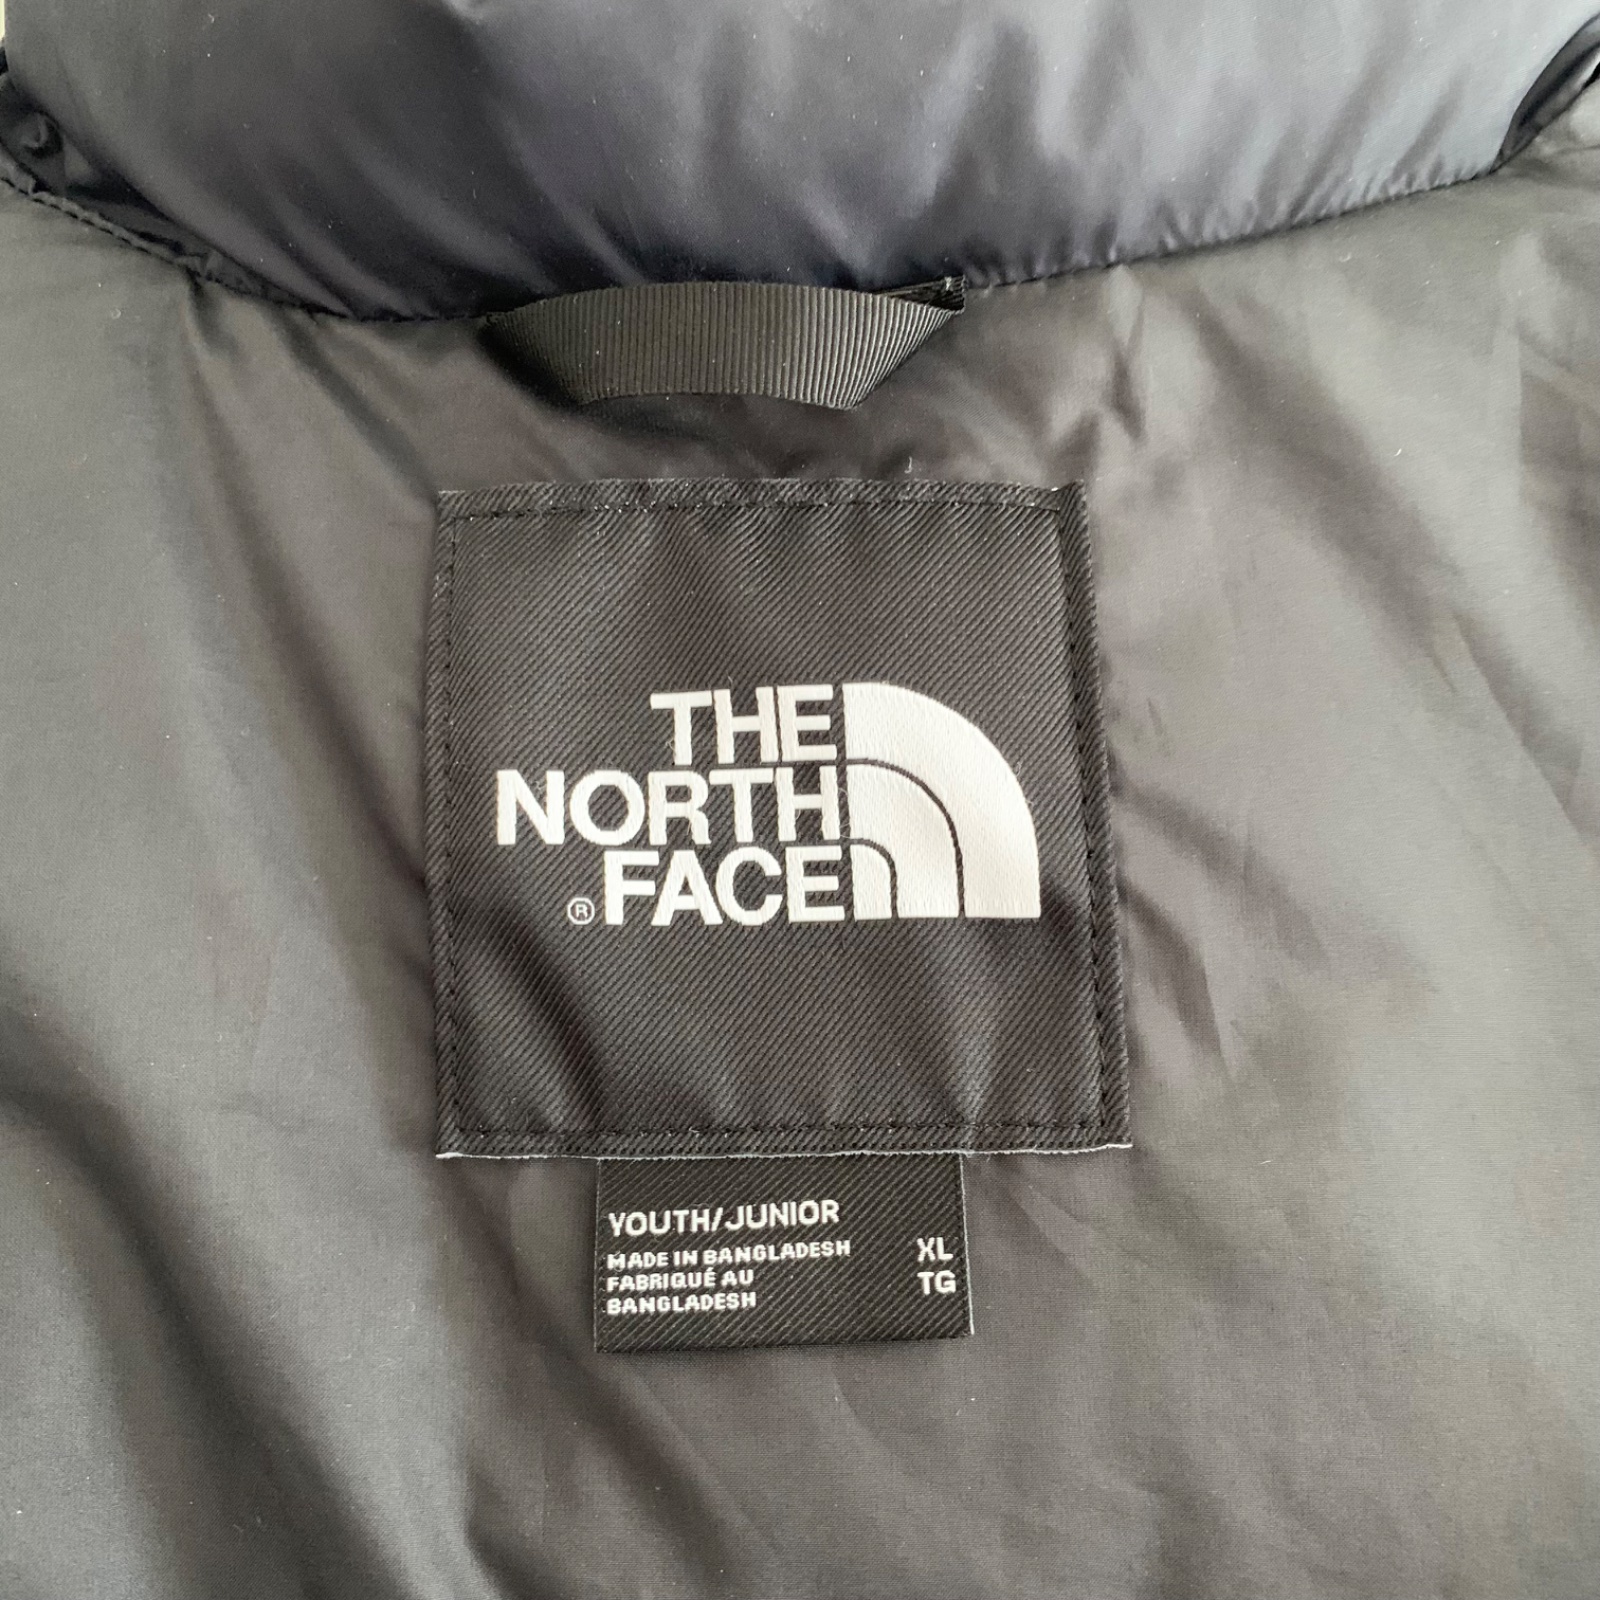 THE
NORTH
® FACE
YOUTH/JUNIOR
MADE IN BANGLADESH XL
FABRIQUÉ AU TG
BANGLADESH